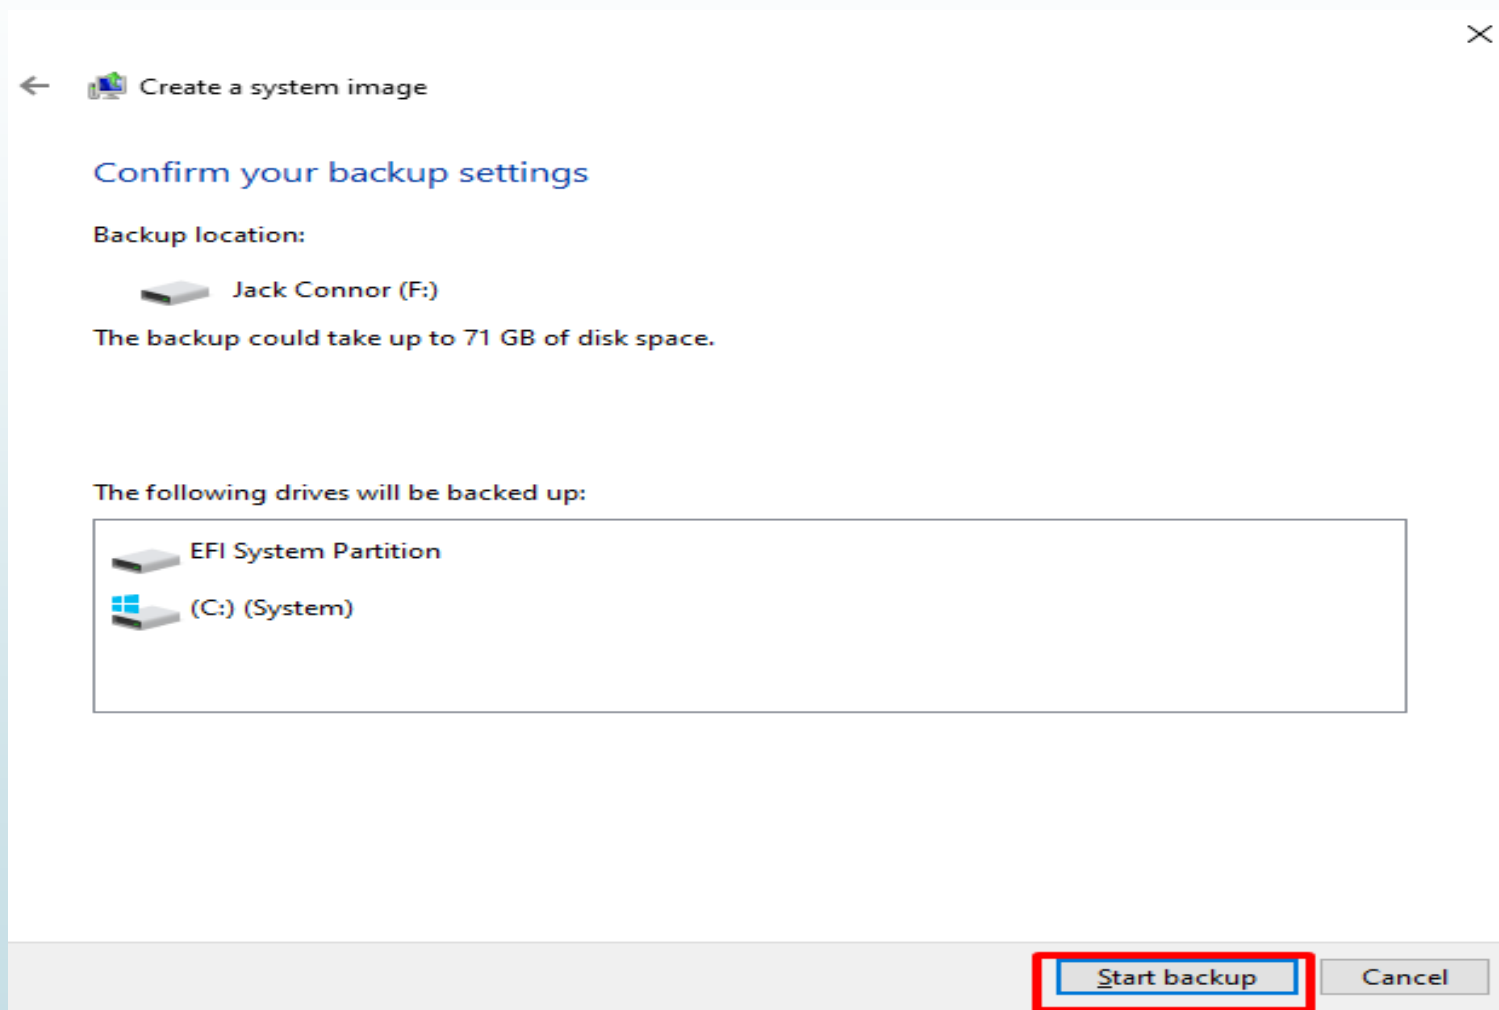 Create a system image
Confirm your backup settings
Backup location:
Jack Connor (F:)
The backup could take up to 71 GB of disk space.
The following drives will be backed up:
EFI System Partition
(C:) (System)
Start backup
Cancel